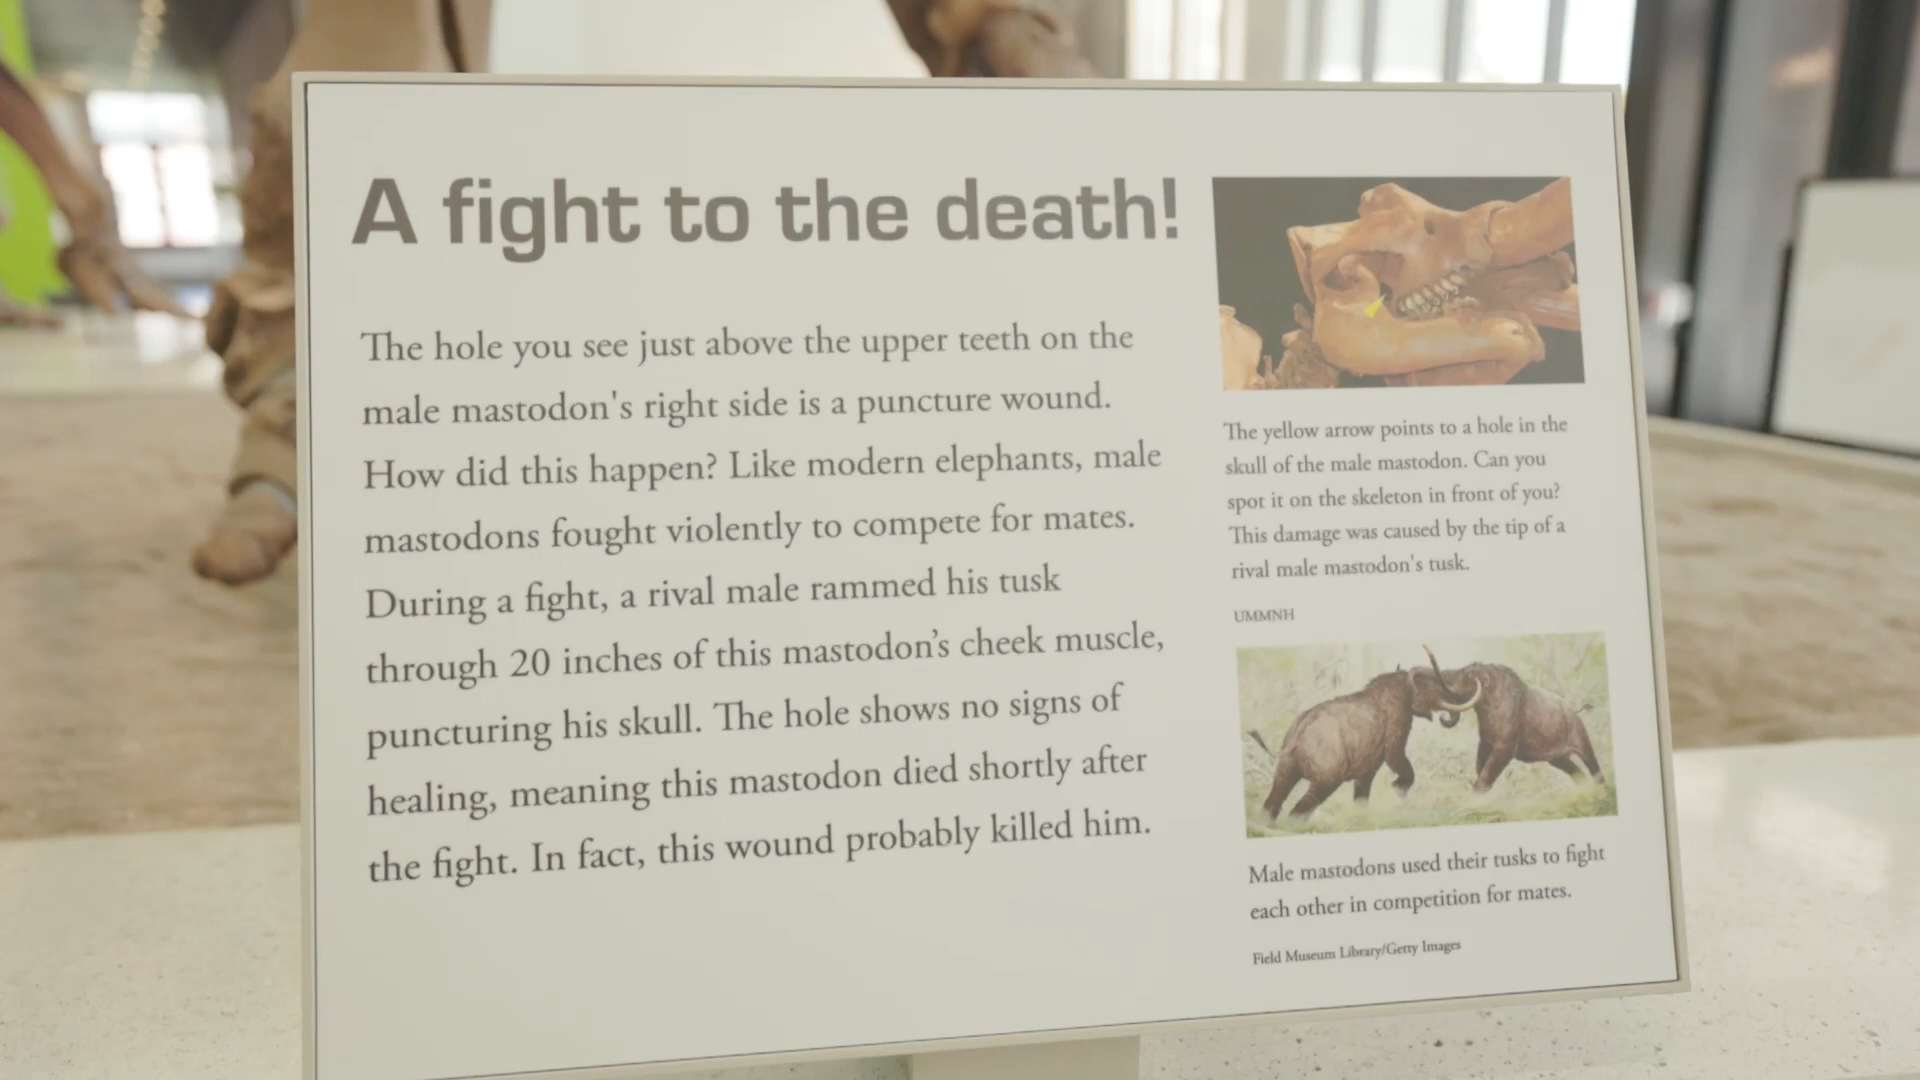 A fight to the death!
The hole you see just above the upper teeth on the
male mastodon's right side is a puncture wound.
How did this happen? Like modern elephants, male
mastodons fought violently to compete for mates.
During a fight, a rival male rammed his tusk
through 20 inches of this mastodon’s cheek muscle,
puncturing his skull. The hole shows no signs of
healing, meaning this mastodon died shortly after
the fight. In fact, this wound probably killed him.
The yellow arrow points to a hole in the
skull of the male mastodon. Can you
spot it on the skeleton in front of you?
This damage was caused by the tip of a
rival male mastodon's tusk.
UMMNH
Male mastodons used their tusks to fight
each other in competition for mates.
Field Museum Library/Getty Images